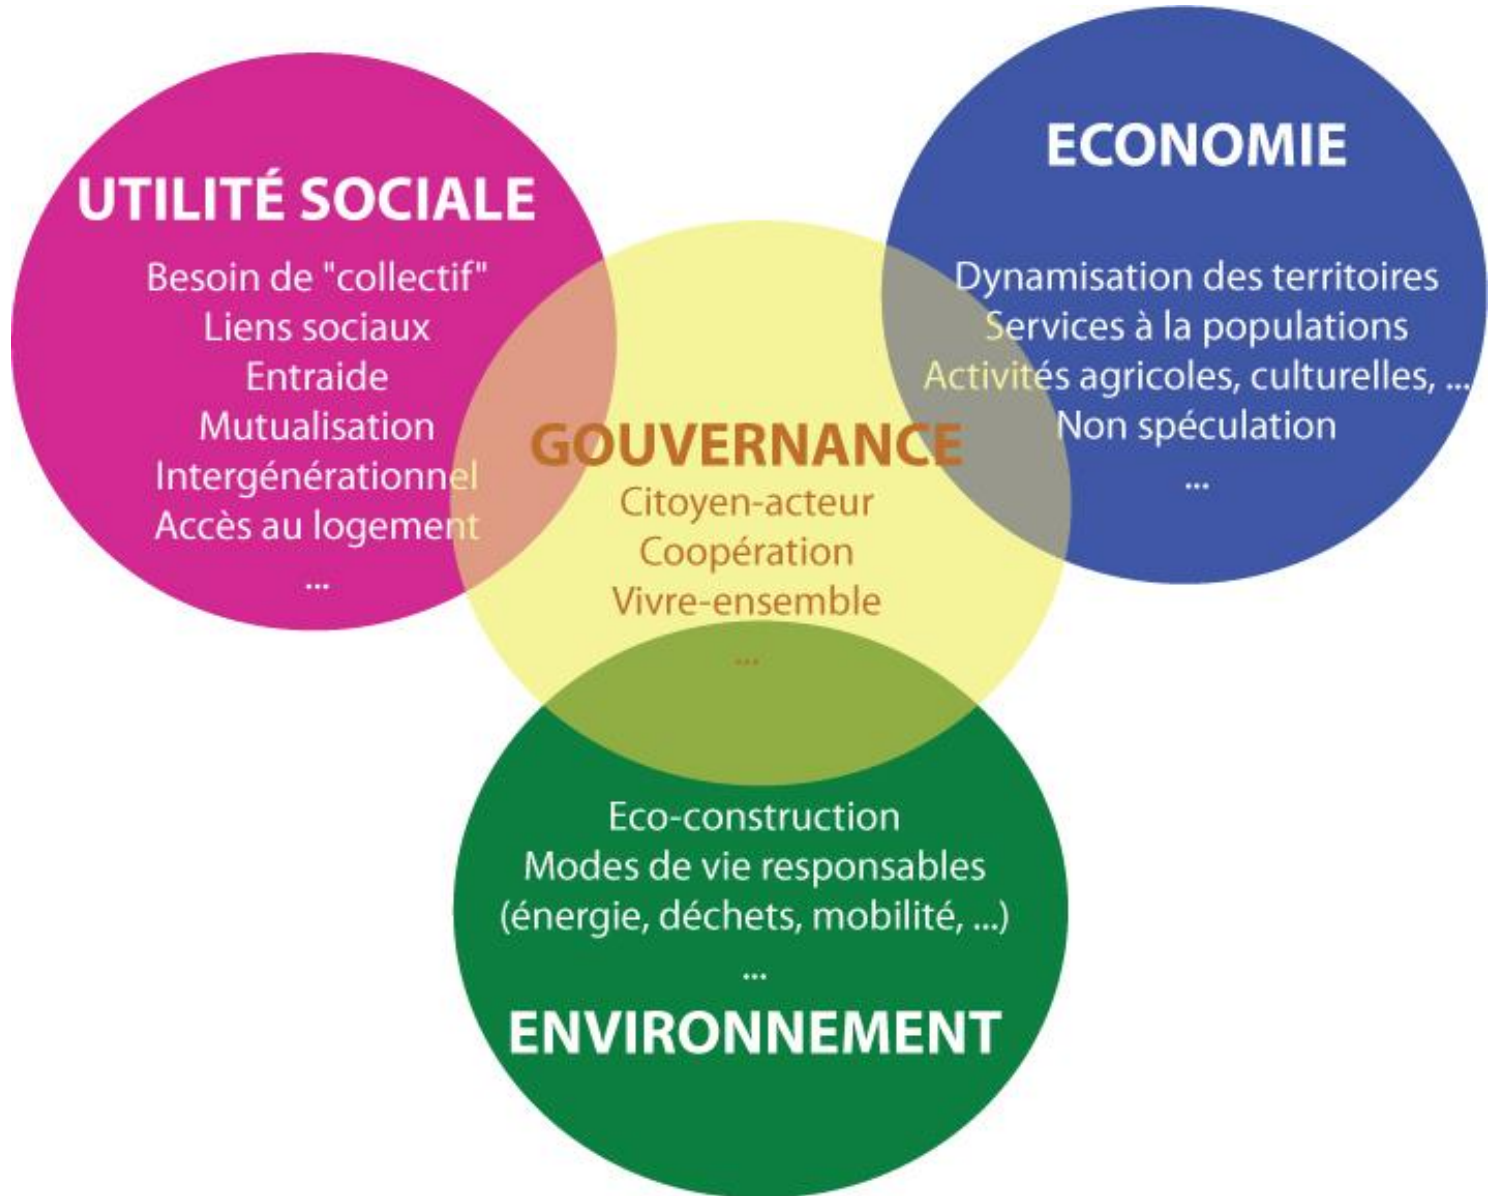 UTILITÉ SOCIALE
Besoin de "collectif"
Liens sociaux
Entraide
Mutualisation
Intergénérationnel
Accès au logement
...
ECONOMIE
Dynamisation des territoires
Services à la populations
Activités agricoles, culturelles, ...
Non spéculation
...
GOUVERNANCE
Citoyen-acteur
Coopération
Vivre-ensemble
...
Eco-construction
Modes de vie responsables
(énergie, déchets, mobilité, ...)
...
ENVIRONNEMENT